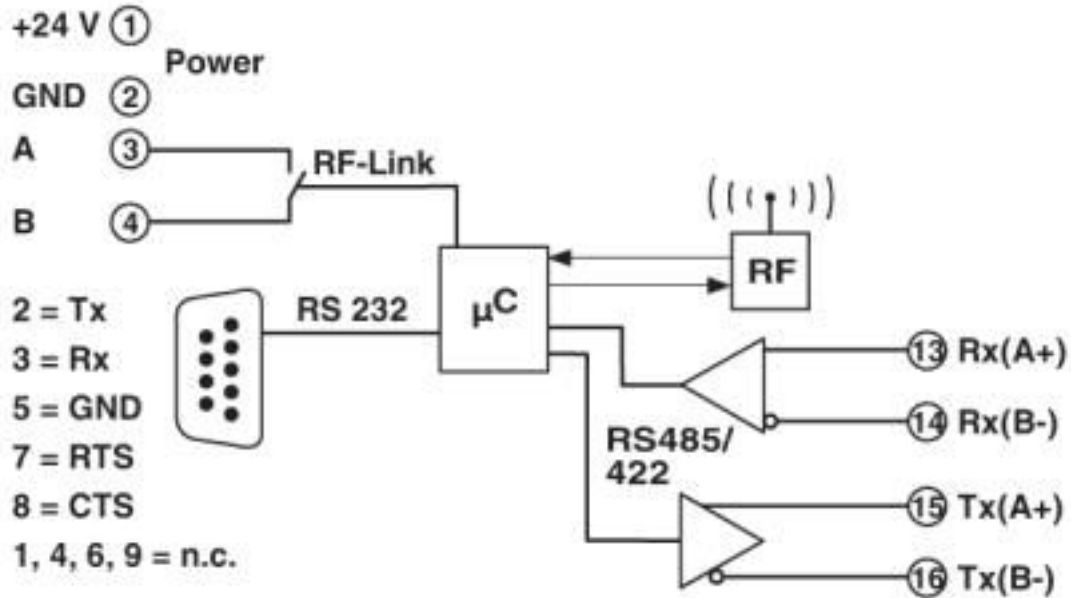 +24 V 1
Power
GND 2
A 3
RF-Link
B 4
RF
µC
2 = Tx
RS 232
3 = Rx
5 = GND
7 = RTS
8 = CTS
1, 4, 6, 9 = n.c.
13 Rx(A+)
14 Rx(B-)
RS485/
422
15 Tx(A+)
16 Tx(B-)